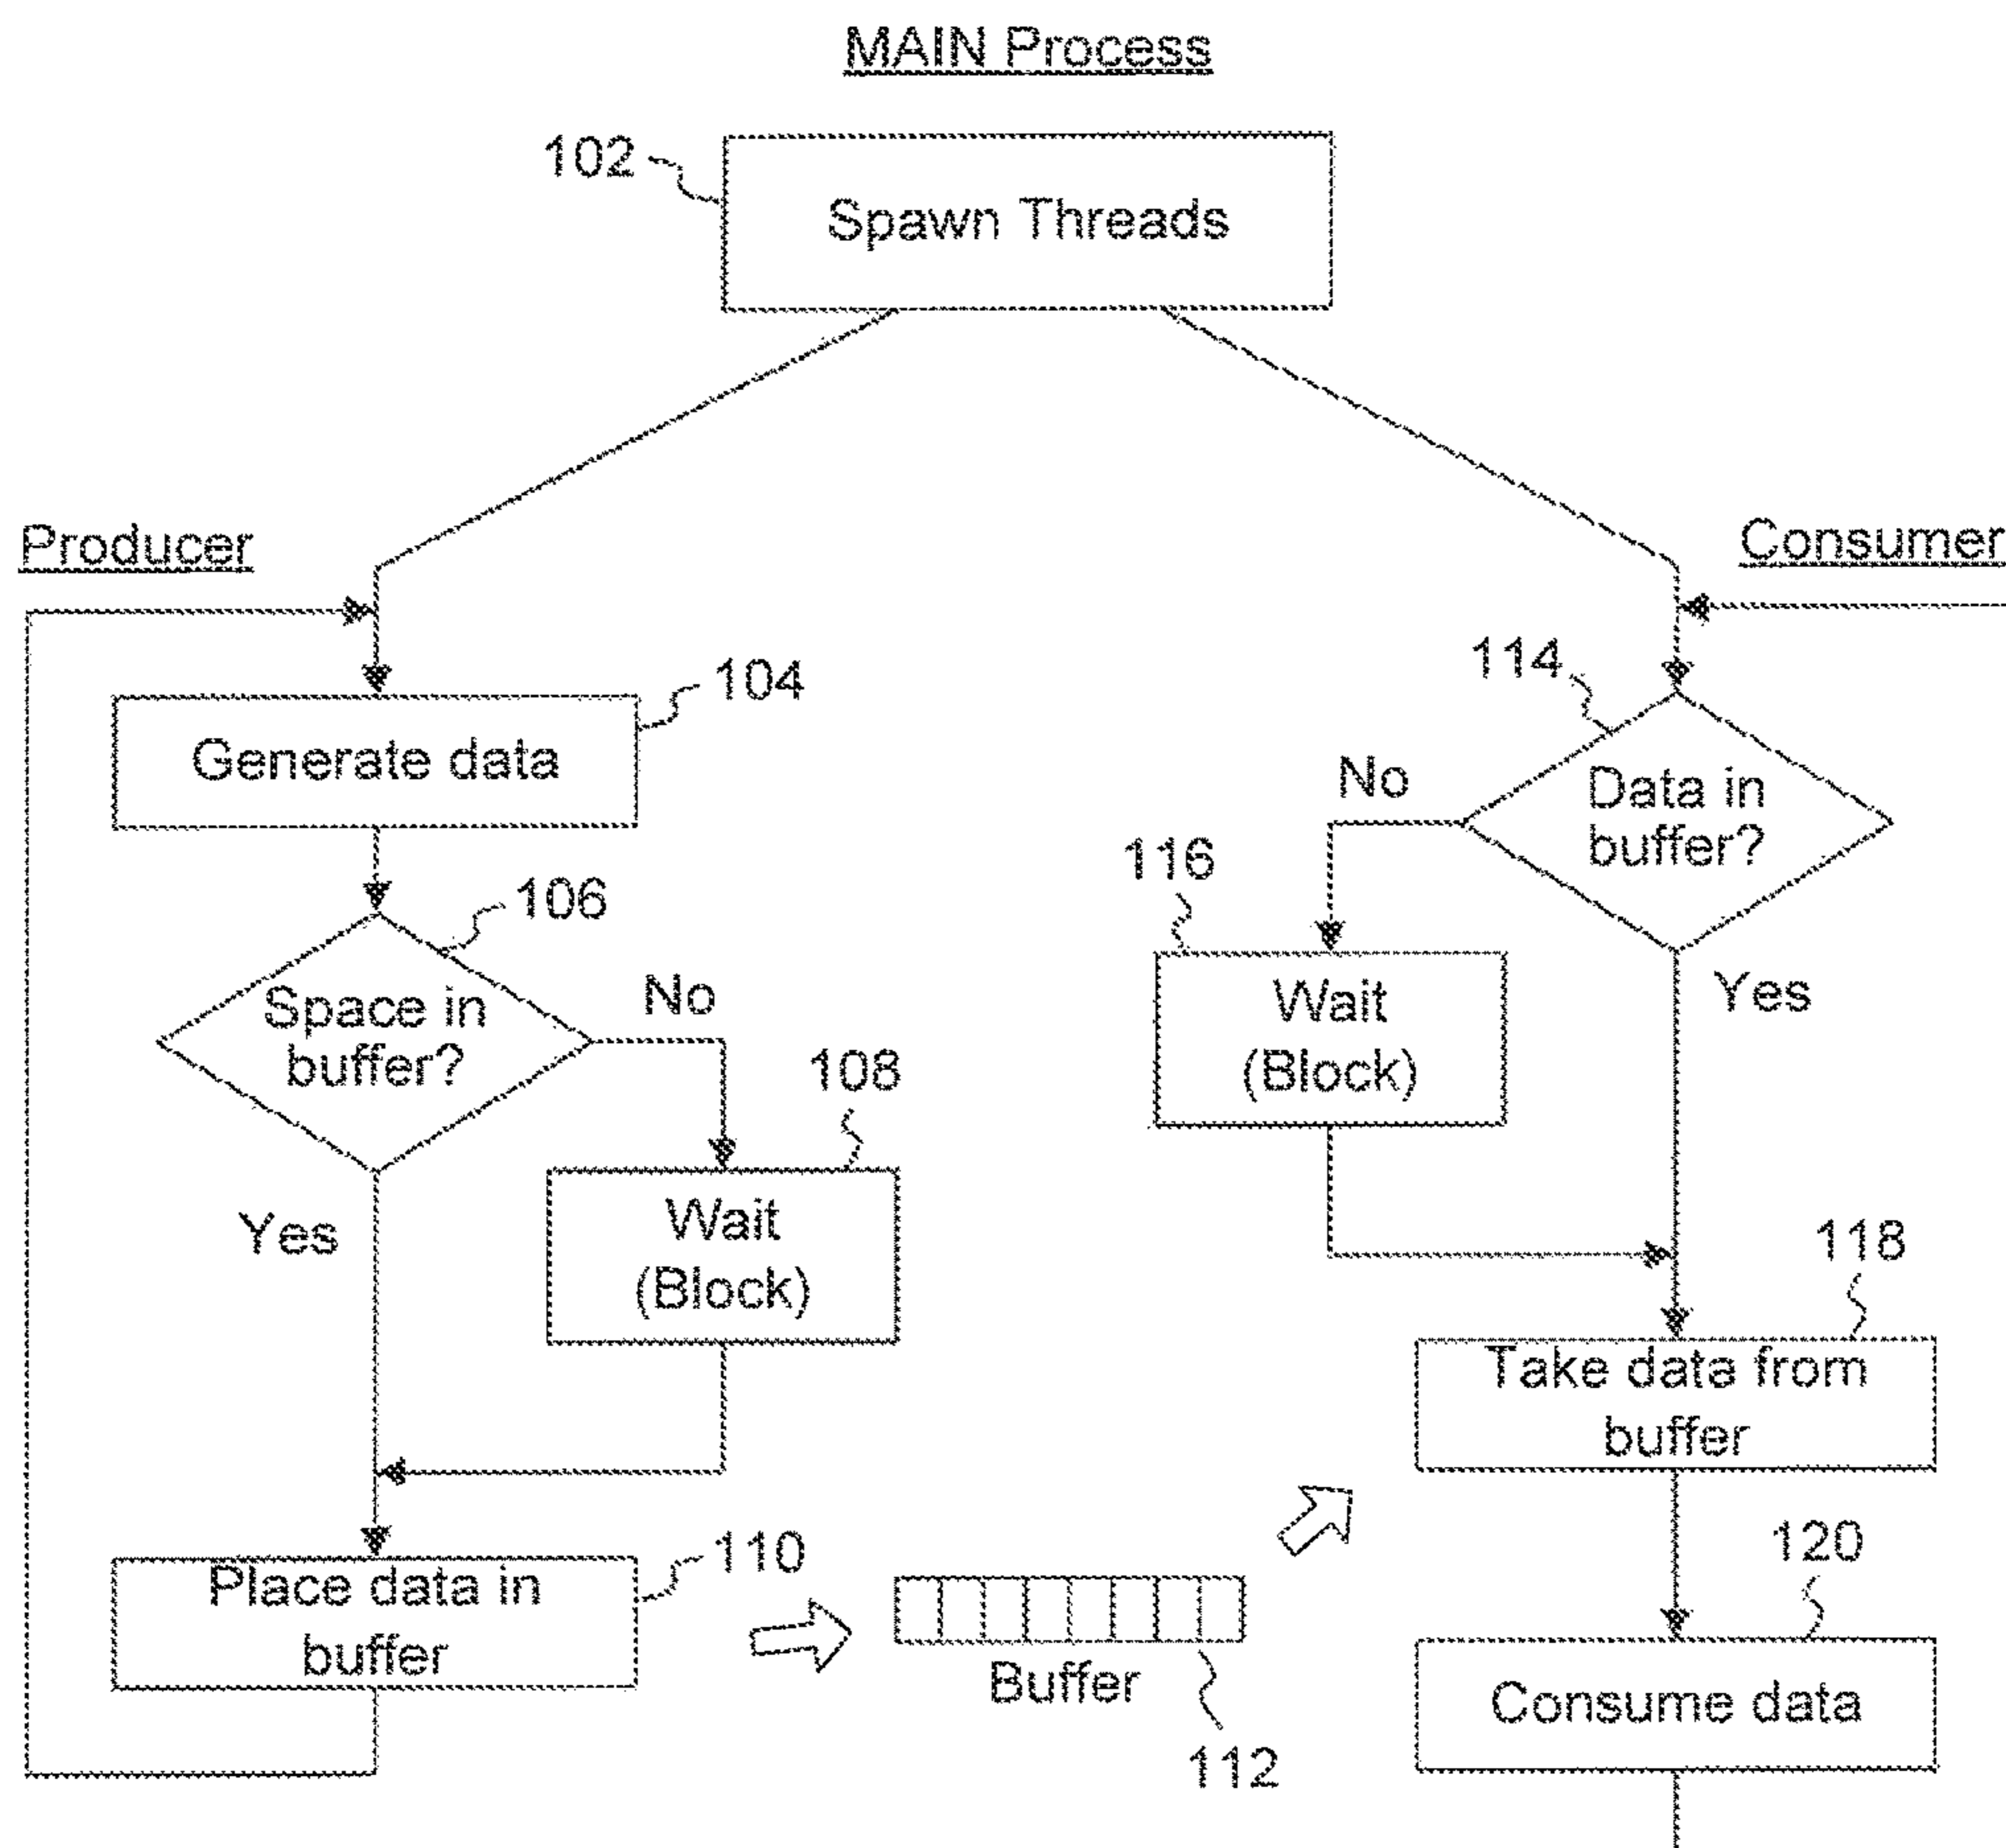 MAIN Process
102
Spawn Threads
Producer
Consumer
104
Generate data
106
Space in
buffer?
No
108
Yes
Wait
(Block)
110
Place data in
buffer
Buffer
112
114
Data in
buffer?
No
116
Yes
Wait
(Block)
118
Take data from
buffer
120
Consume data